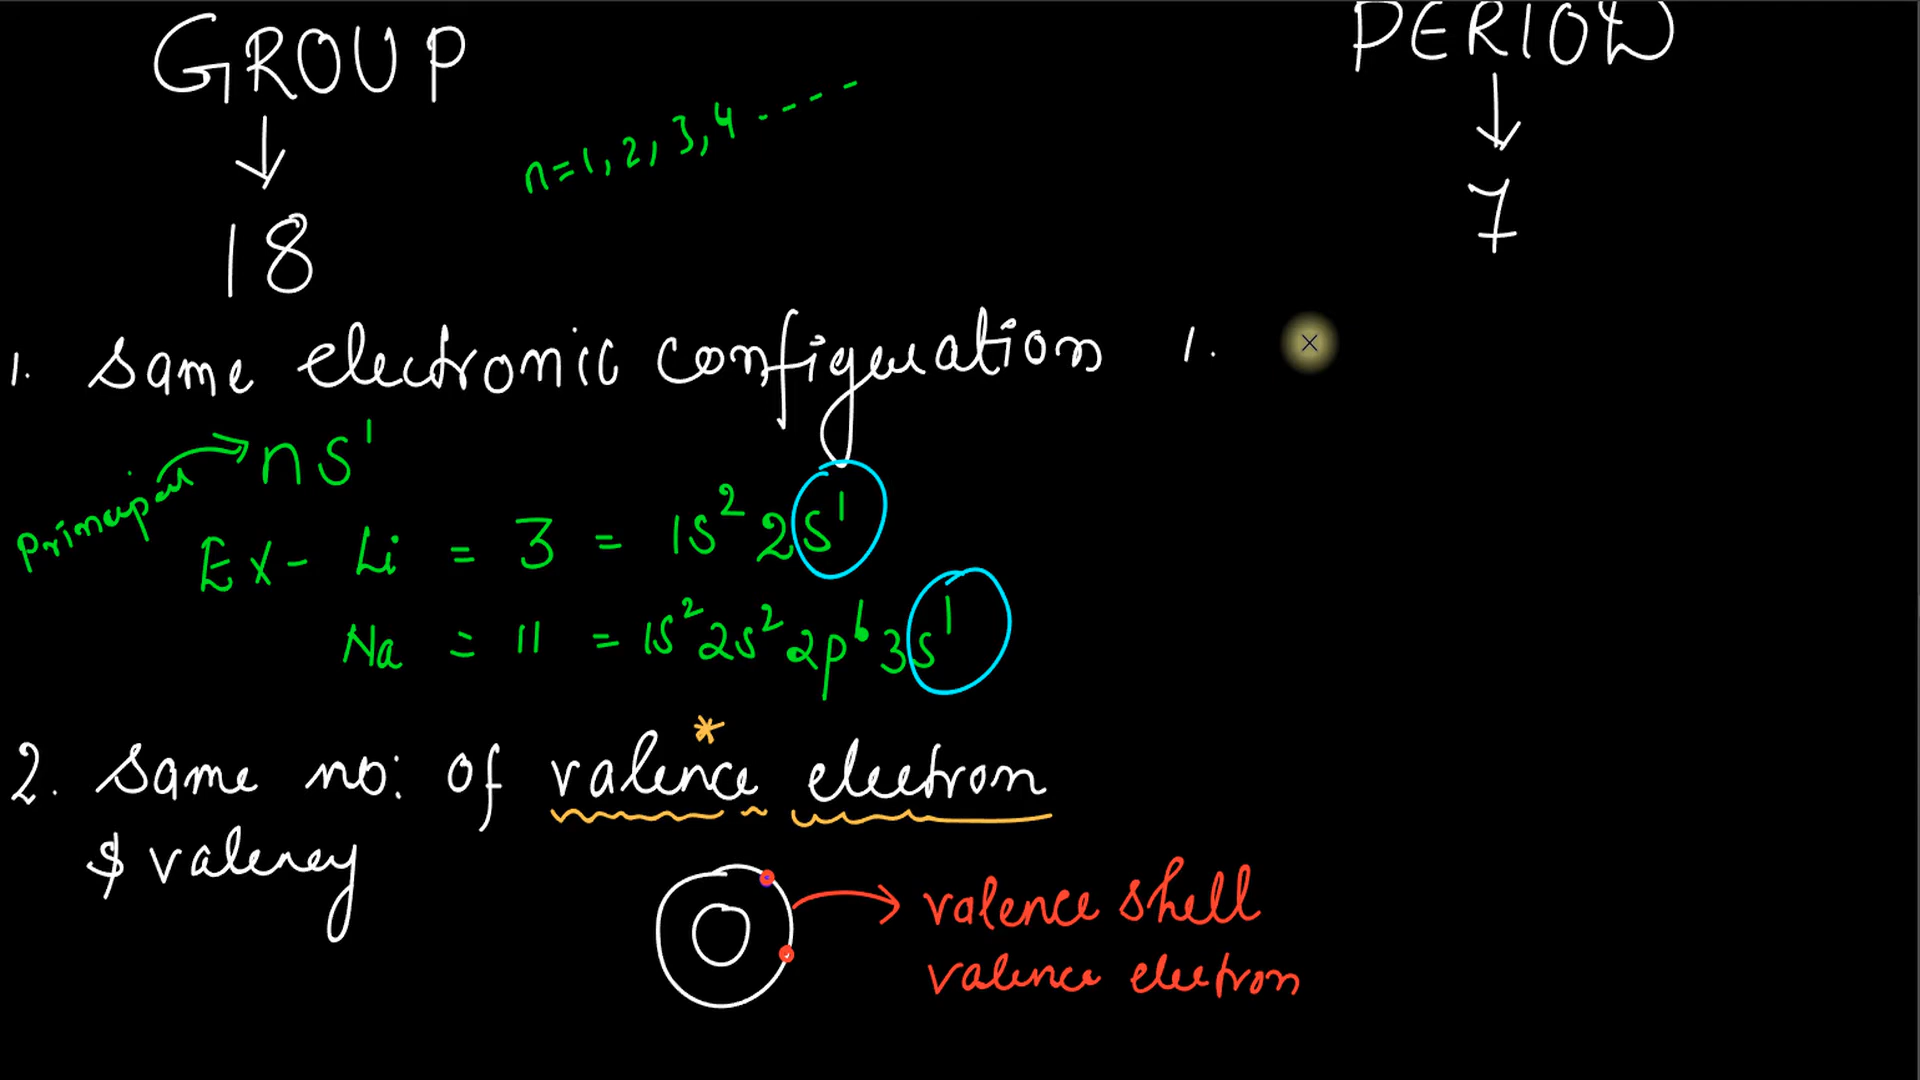 GROUP
PERIOD
n=1, 2, 3, 4 - - - -
18
7
1. Same electronic configuration
1.
principal
ns¹
Ex- Li = 3 = 1s² 2s¹
Na = 11 = 1s² 2s² 2p⁶ 3s¹
*
2. Same no: of valence electron
& valency
valence shell
valence electron